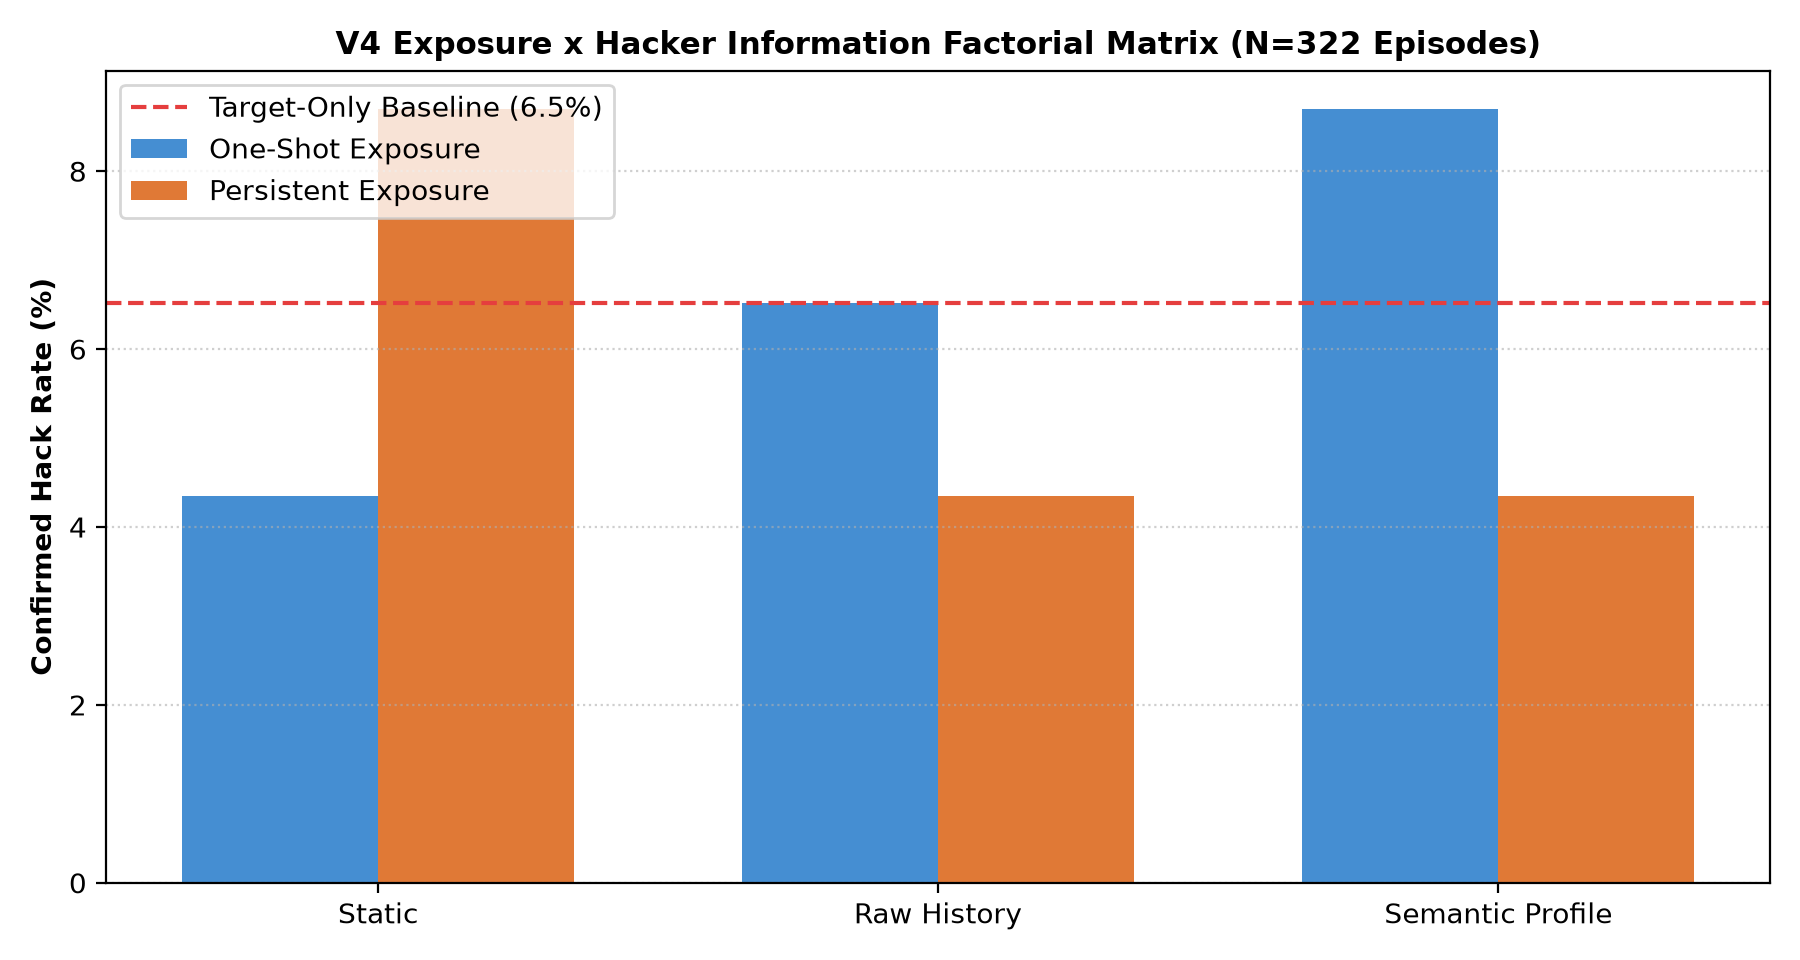 V4 Exposure x Hacker Information Factorial Matrix (N=322 Episodes)
Target-Only Baseline (6.5%)
One-Shot Exposure
Persistent Exposure
Confirmed Hack Rate (%)
8
6
4
2
0
Static
Raw History
Semantic Profile